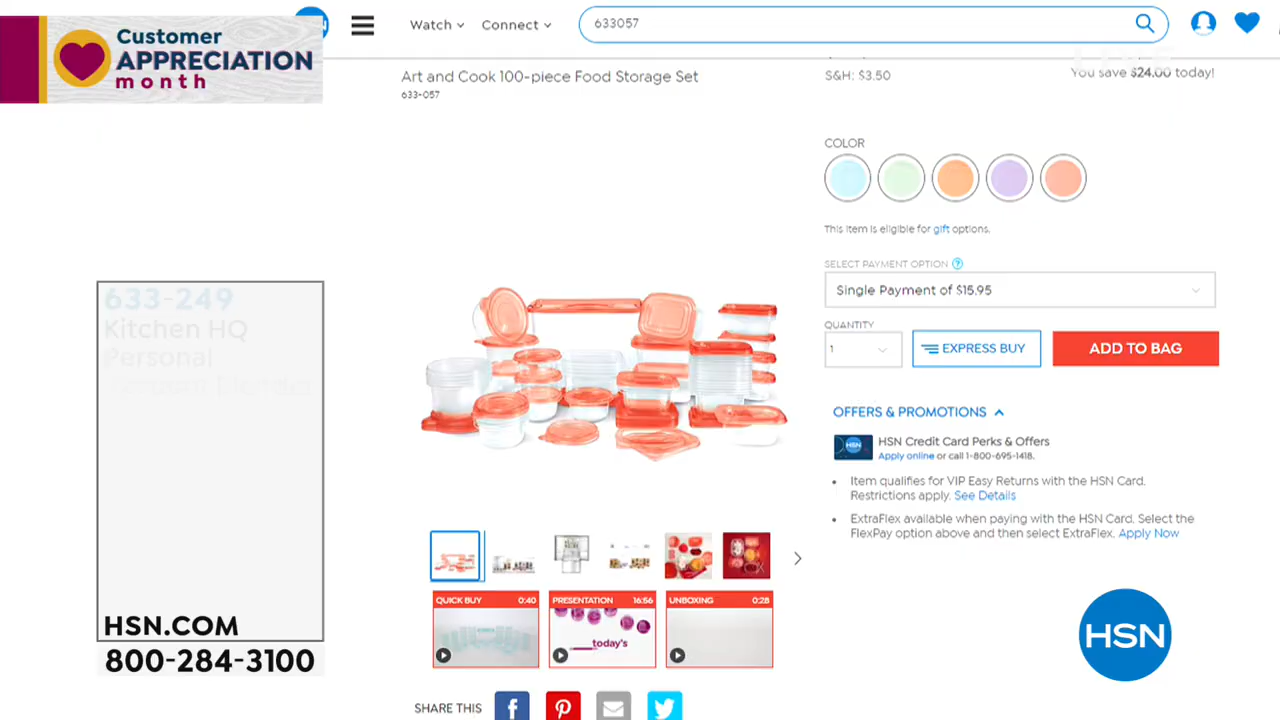 Customer
APPRECIATION
month
Watch
Connect
633057
Art and Cook 100-piece Food Storage Set
633-057
S&H: $3.50
You save $24.00 today!
COLOR
This item is eligible for gift options.
SELECT PAYMENT OPTION ?
Single Payment of $15.95
QUANTITY
1
EXPRESS BUY
ADD TO BAG
OFFERS & PROMOTIONS
HSN
HSN Credit Card Perks & Offers
Apply online or call 1-800-695-1418.
• Item qualifies for VIP Easy Returns with the HSN Card.
Restrictions apply. See Details
• ExtraFlex available when paying with the HSN Card. Select the
FlexPay option above and then select ExtraFlex. Apply Now
633-249
Kitchen HQ
Personal
HSN.COM
800-284-3100
QUICK BUY 0:40
PRESENTATION 16:56
today's
UNBOXING 0:28
SHARE THIS
HSN